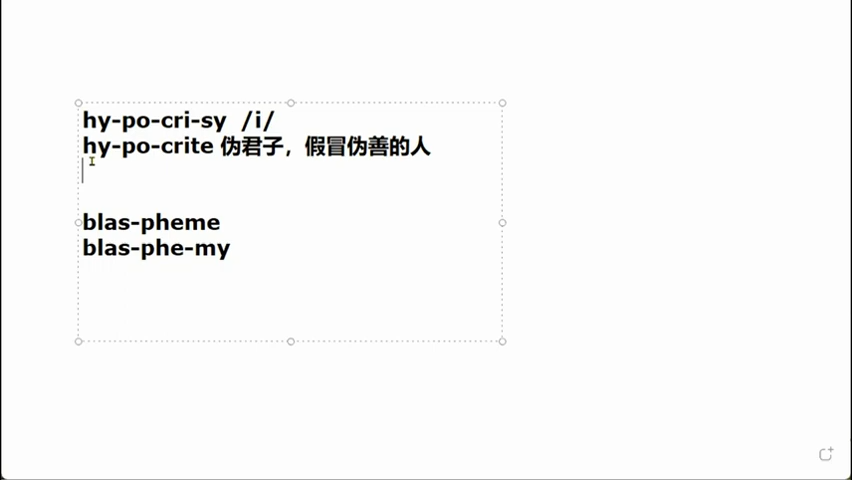 hy-po-cri-sy /i/
hy-po-crite 伪君子，假冒伪善的人
blas-pheme
blas-phe-my